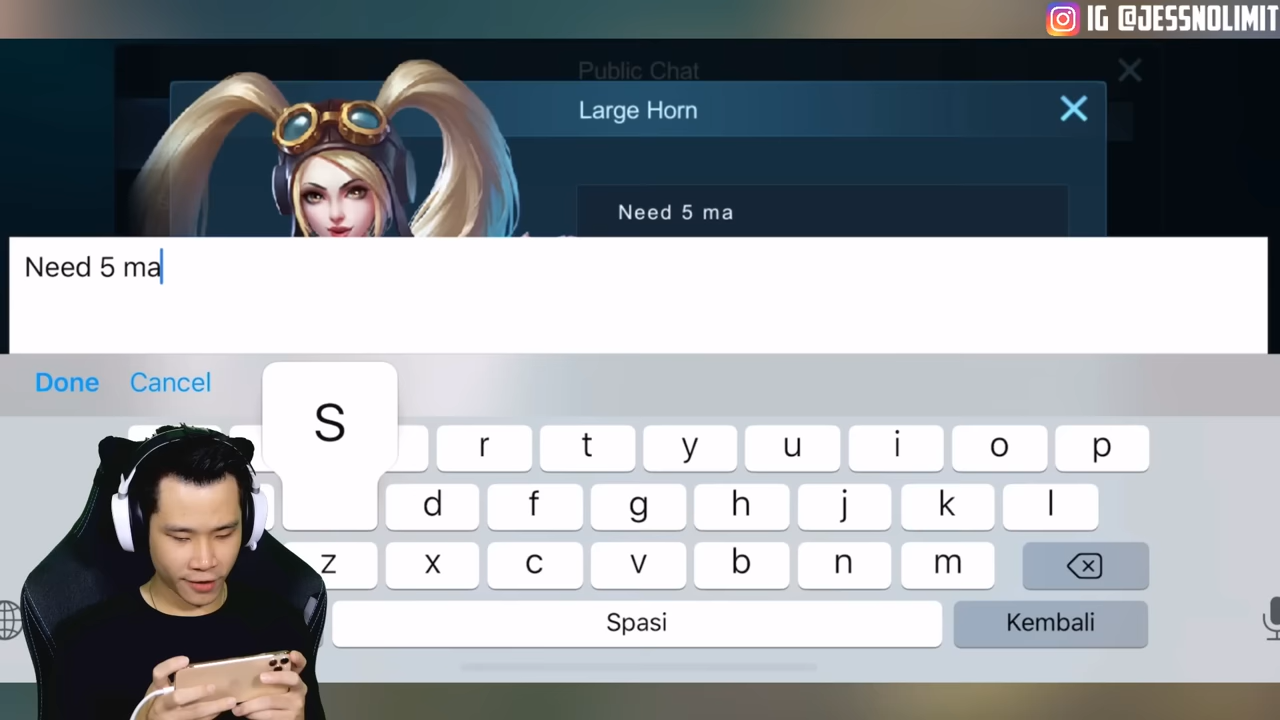 IG @JESSNOLIMIT
Public Chat
Large Horn
Need 5 ma
Need 5 ma
Done Cancel
S
r t y u i o p
d f g h j k l
z x c v b n m
Spasi Kembali